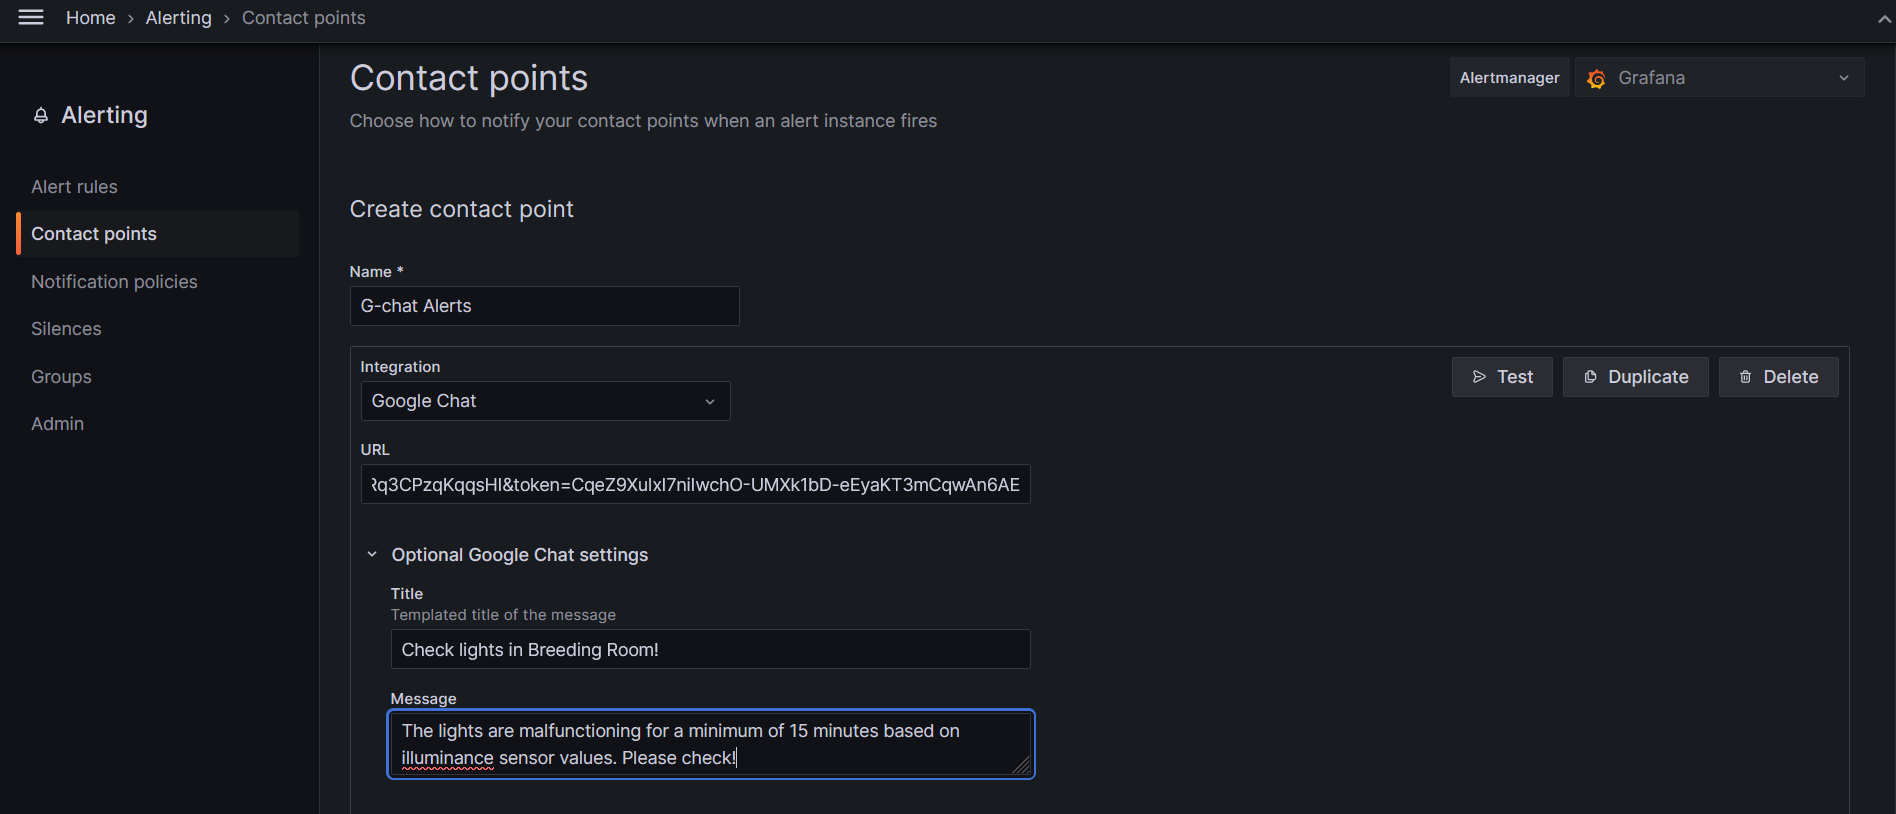 Home › Alerting › Contact points
Contact points
Alertmanager
Grafana
Choose how to notify your contact points when an alert instance fires
Alerting
Alert rules
Contact points
Notification policies
Silences
Groups
Admin
Create contact point
Name *
G-chat Alerts
Integration
Google Chat
Test
Duplicate
Delete
URL
Rq3CPzqKqqsHI&token=CqeZ9XuIxI7niIwchO-UMXk1bD-eEyaKT3mCqwAn6AE
Optional Google Chat settings
Title
Templated title of the message
Check lights in Breeding Room!
Message
The lights are malfunctioning for a minimum of 15 minutes based on
illuminance sensor values. Please check!